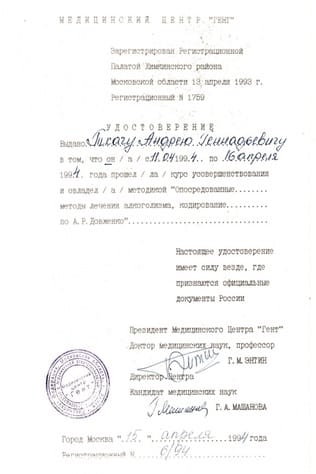 МЕДИЦИНСКИЙ ЦЕНТР "ГЕНТ"
Зарегистрирован Регистрационной
Палатой Химкинского района
Московской области 13 апреля 1993 г.
Регистрационный N 1759
УДОСТОВЕРЕНИЕ
Выдано: Ткачу Андрею Геннадьевичу
в том, что он / а / с 11.04 1994.. по 16 апреля
1994. года прошел / ла / курс усовершенствования
и овладел / а / методикой "Опосредованные........
методы лечения алкоголизма, кодирование..........
по А.Р.Довженко"..............................
Настоящее удостоверение
имеет силу везде, где
признаются официальные
документы России
Президент Медицинского Центра "Гент"
Доктор медицинских наук, профессор
Г.М.ЭНТИН
Директор Центра
Кандидат медицинских наук
Г.А.МАШАНОВА
Город Москва "15." апреля 1994 года
Регистрационный N 6/94